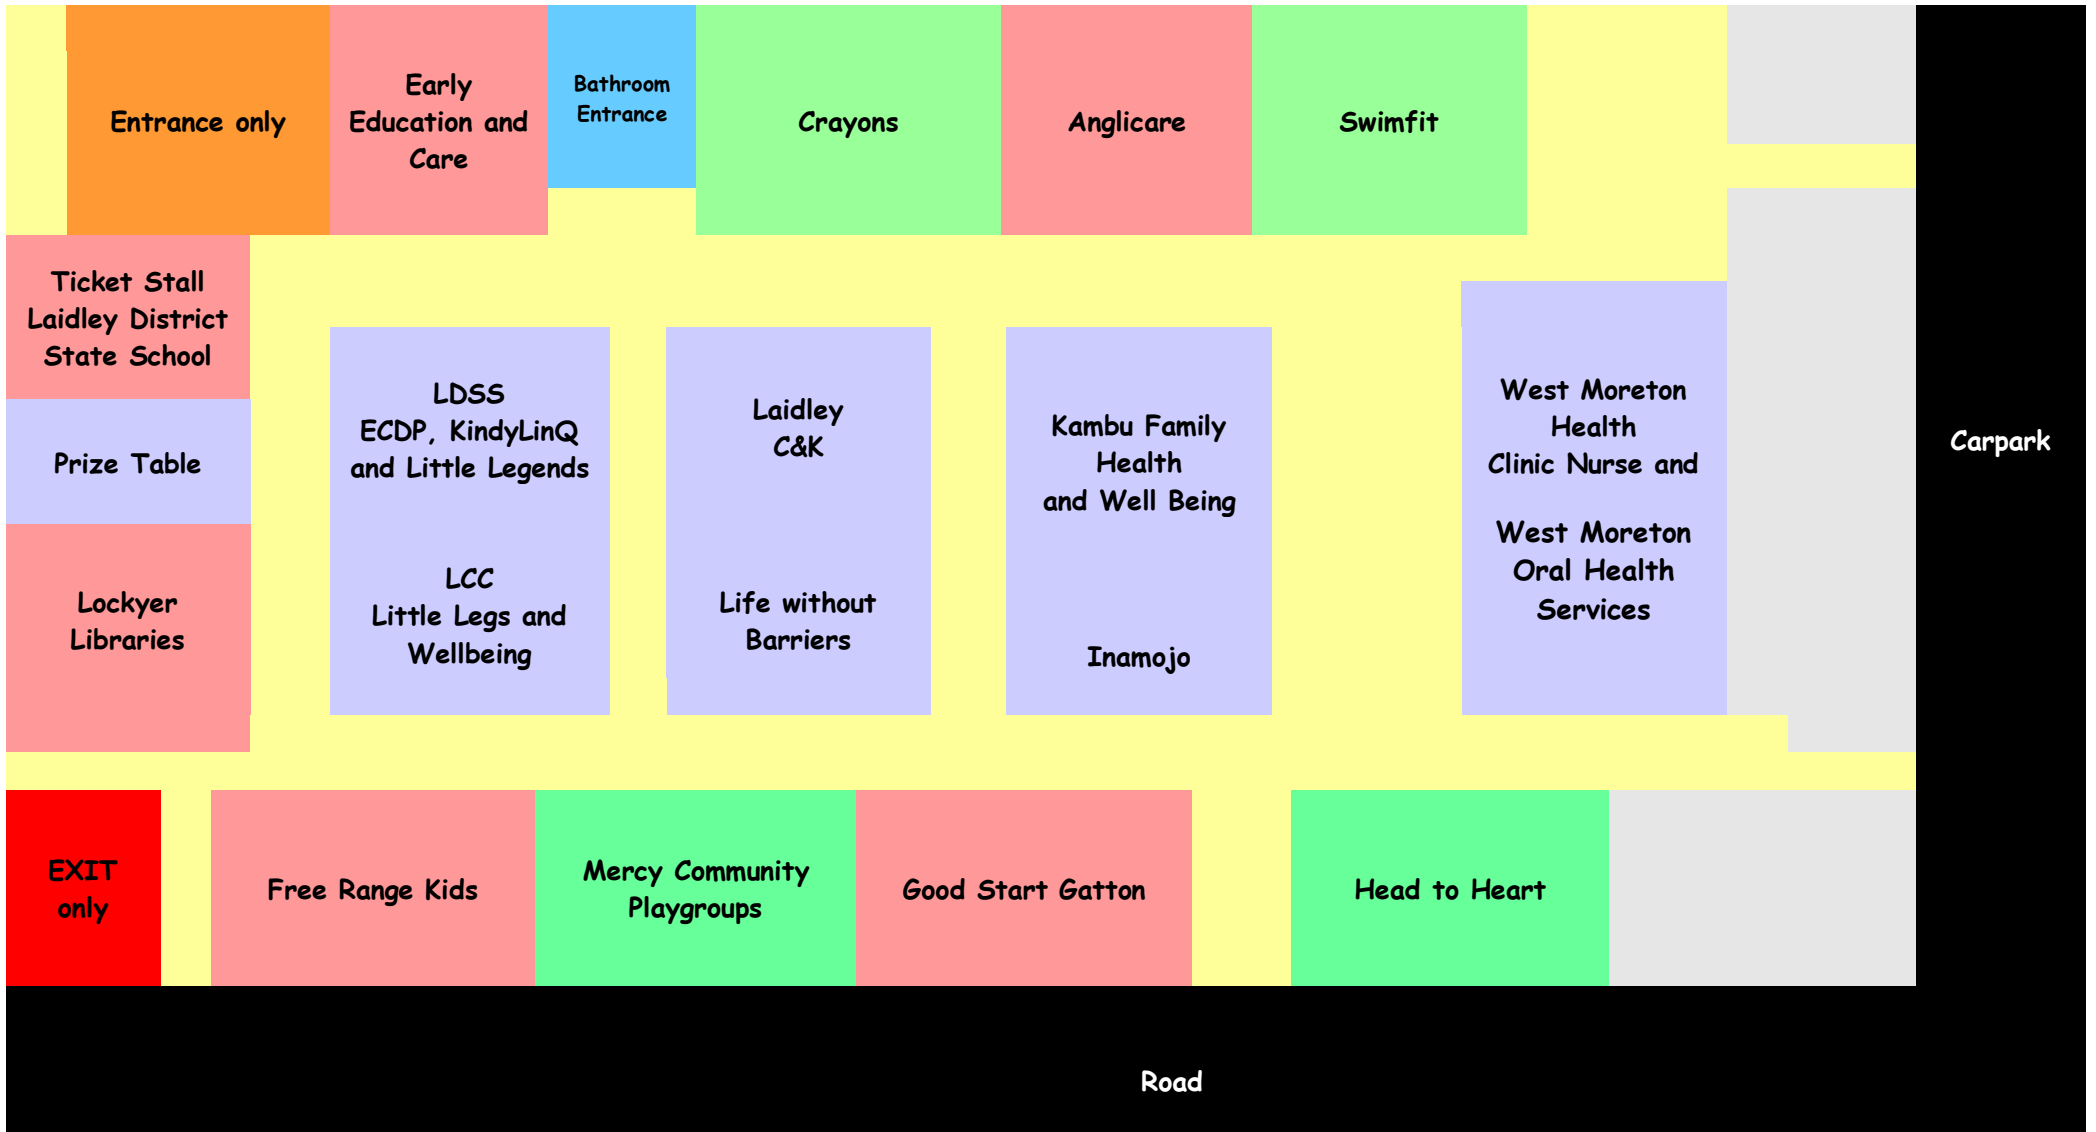 Entrance only
Early
Education and
Care
Bathroom
Entrance
Crayons
Anglicare
Swimfit
Ticket Stall
Laidley District
State School
Prize Table
Lockyer
Libraries
LDSS
ECDP, KindyLinQ
and Little Legends
LCC
Little Legs and
Wellbeing
Laidley
C&K
Life without
Barriers
Kambu Family
Health
and Well Being
Inamojo
West Moreton
Health
Clinic Nurse and
West Moreton
Oral Health
Services
Carpark
EXIT
only
Free Range Kids
Mercy Community
Playgroups
Good Start Gatton
Head to Heart
Road